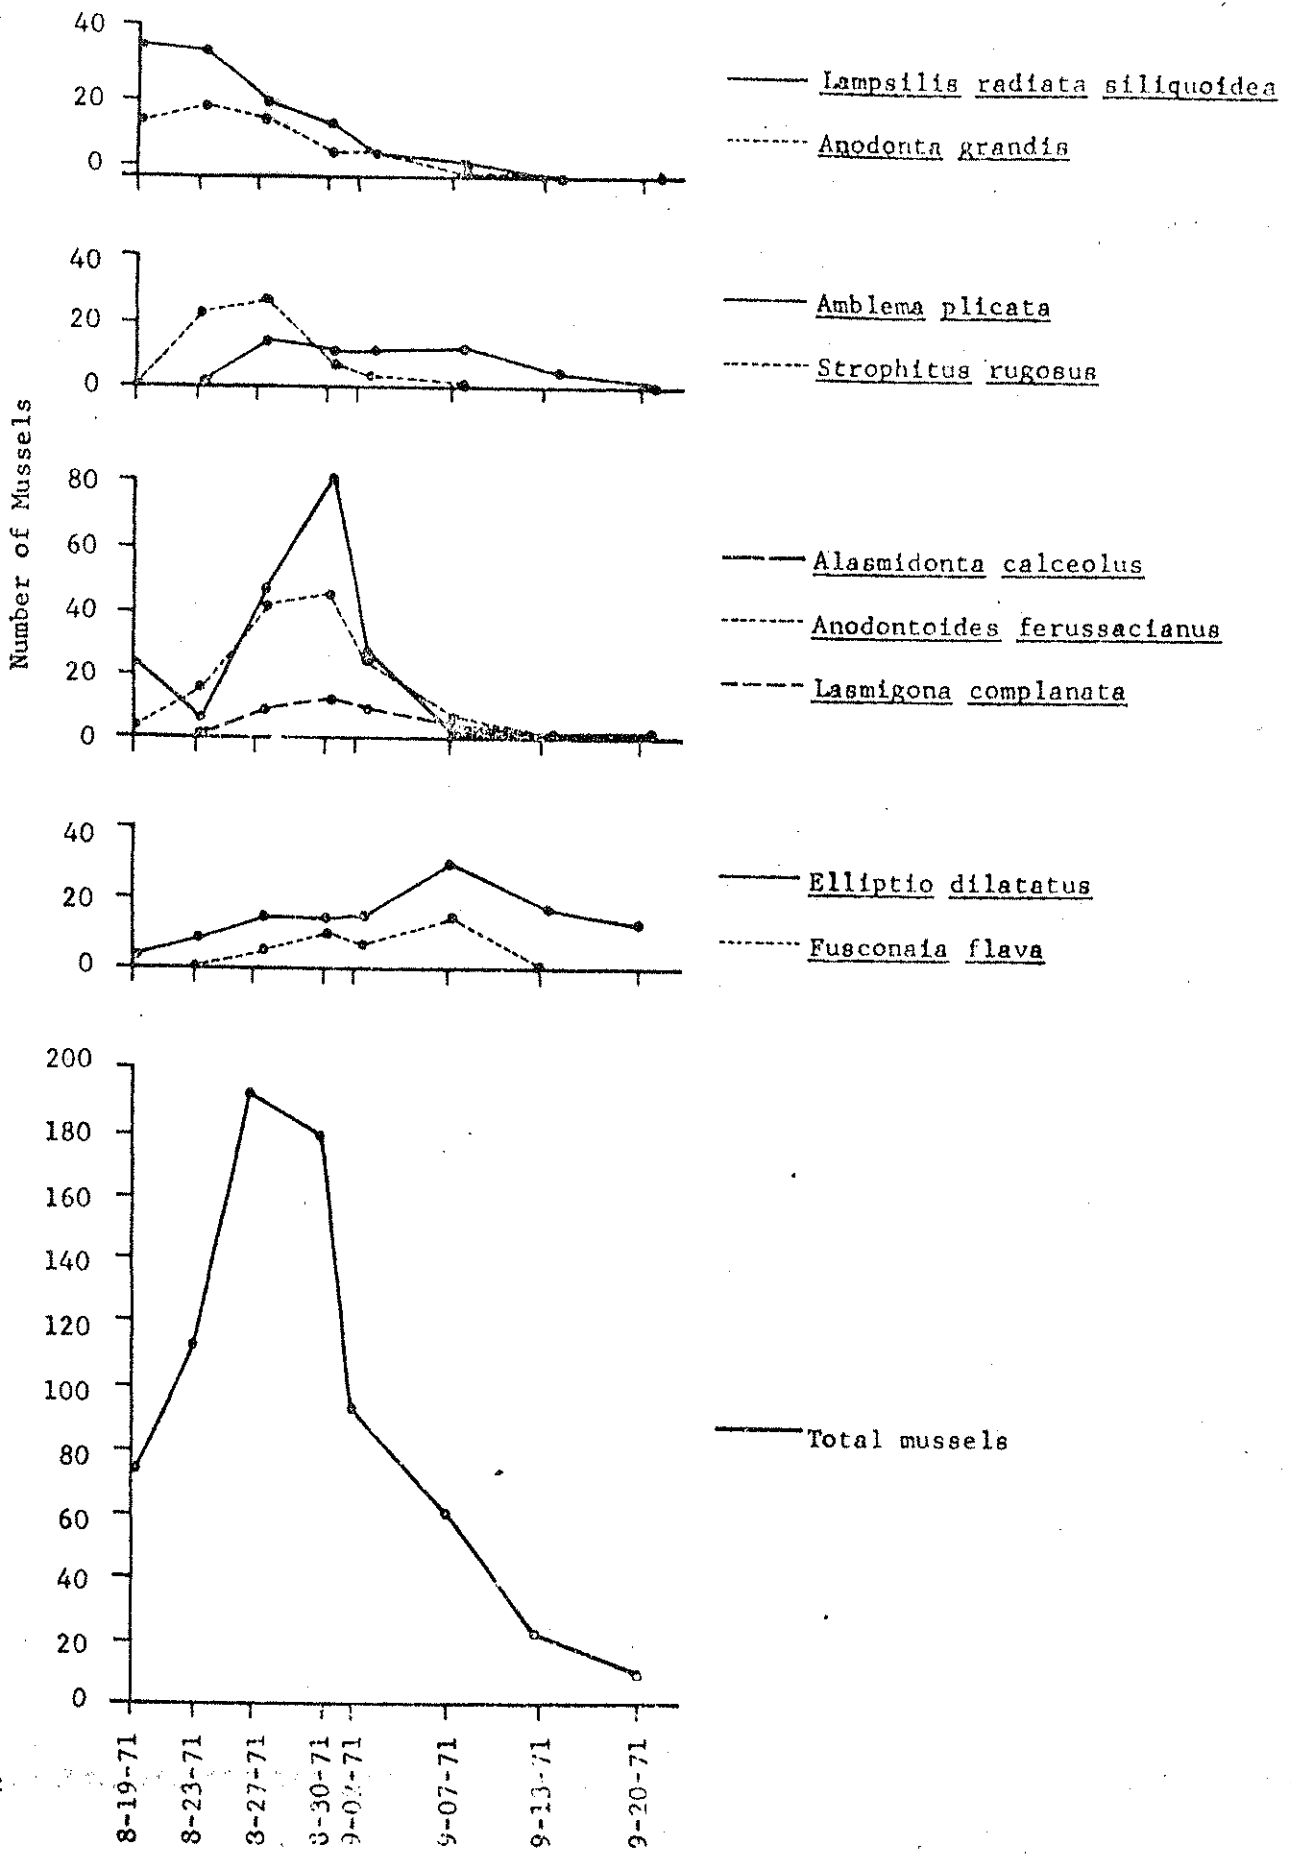 40
20
0
Lampsilis radiata siliquoidea
Anodonta grandis
40
20
0
Amblema plicata
Strophitus rugosus
Number of Mussels
80
60
40
20
0
Alasmidonta calceolus
Anodontoides ferussacianus
Lasmigona complanata
40
20
0
Elliptio dilatatus
Fusconaia flava
200
180
160
140
120
100
80
60
40
20
0
Total mussels
8-19-71
8-23-71
8-27-71
8-30-71
9-07-71
9-13-71
9-20-71